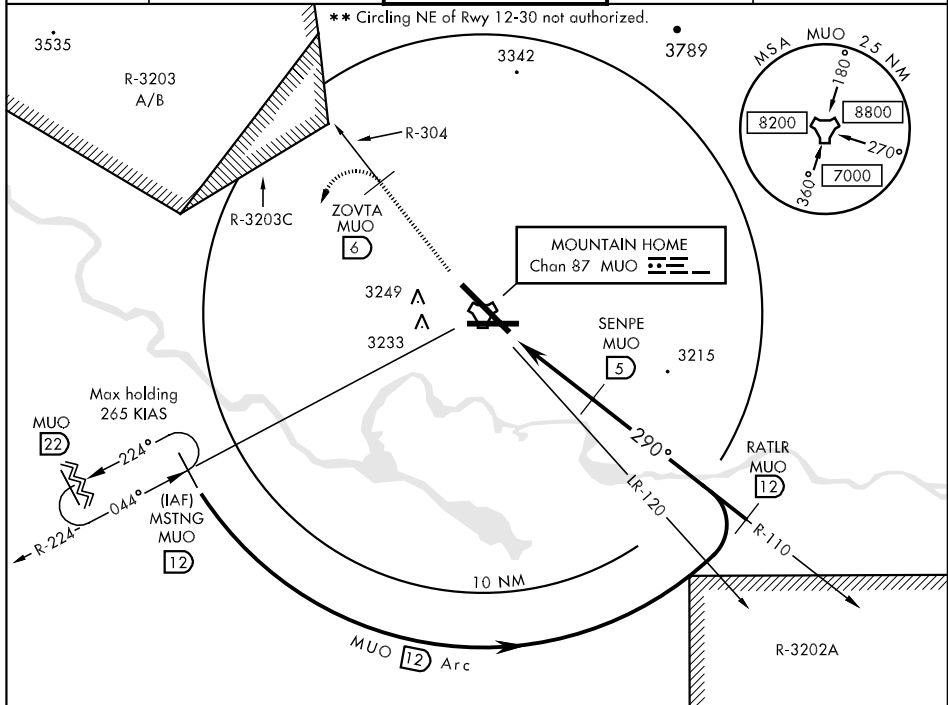 ** Circling NE of Rwy 12-30 not authorized.
3535
R-3203
A/B
3342
3789
MSA MUO 25 NM
180°
8200
8800
270°
360°
7000
R-304
R-3203C
ZOVTA
MUO
6
MOUNTAIN HOME
Chan 87 MUO
3249
3233
SENPE
MUO
5
3215
Max holding
265 KIAS
MUO
22
224°
044°
R-224
(IAF)
MSTNG
MUO
12
290°
RATLR
MUO
12
LR-120
R-110
10 NM
MUO 12 Arc
R-3202A